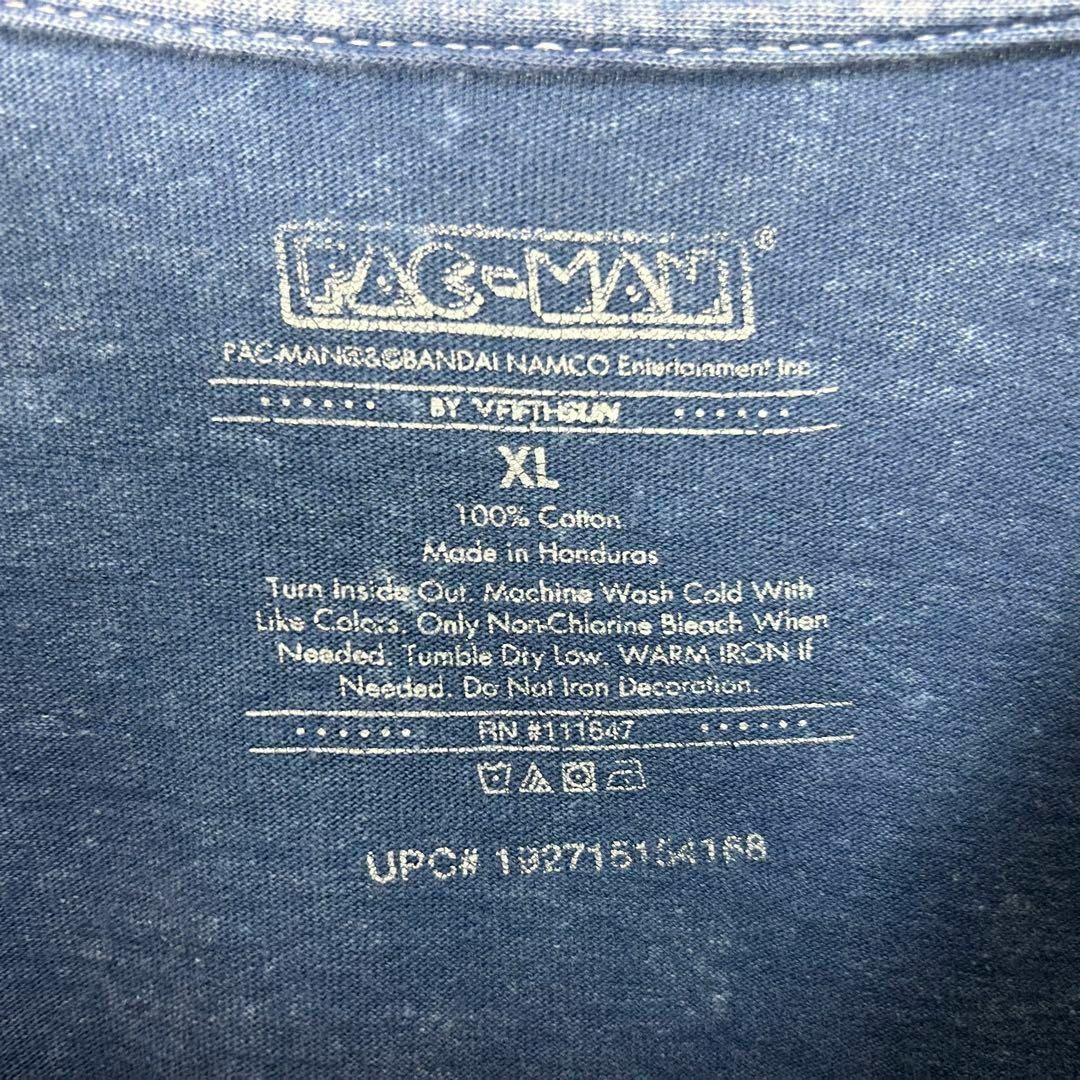 PAC-MAN®
PAC-MAN®&©BANDAI NAMCO Entertainment Inc
BY FIFTHSUN
XL
100% Cotton
Made in Honduras
Turn Inside Out. Machine Wash Cold With
Like Colors. Only Non-Chlorine Bleach When
Needed. Tumble Dry Low. WARM IRON If
Needed. Do Not Iron Decoration.
RN #111647
UPC#